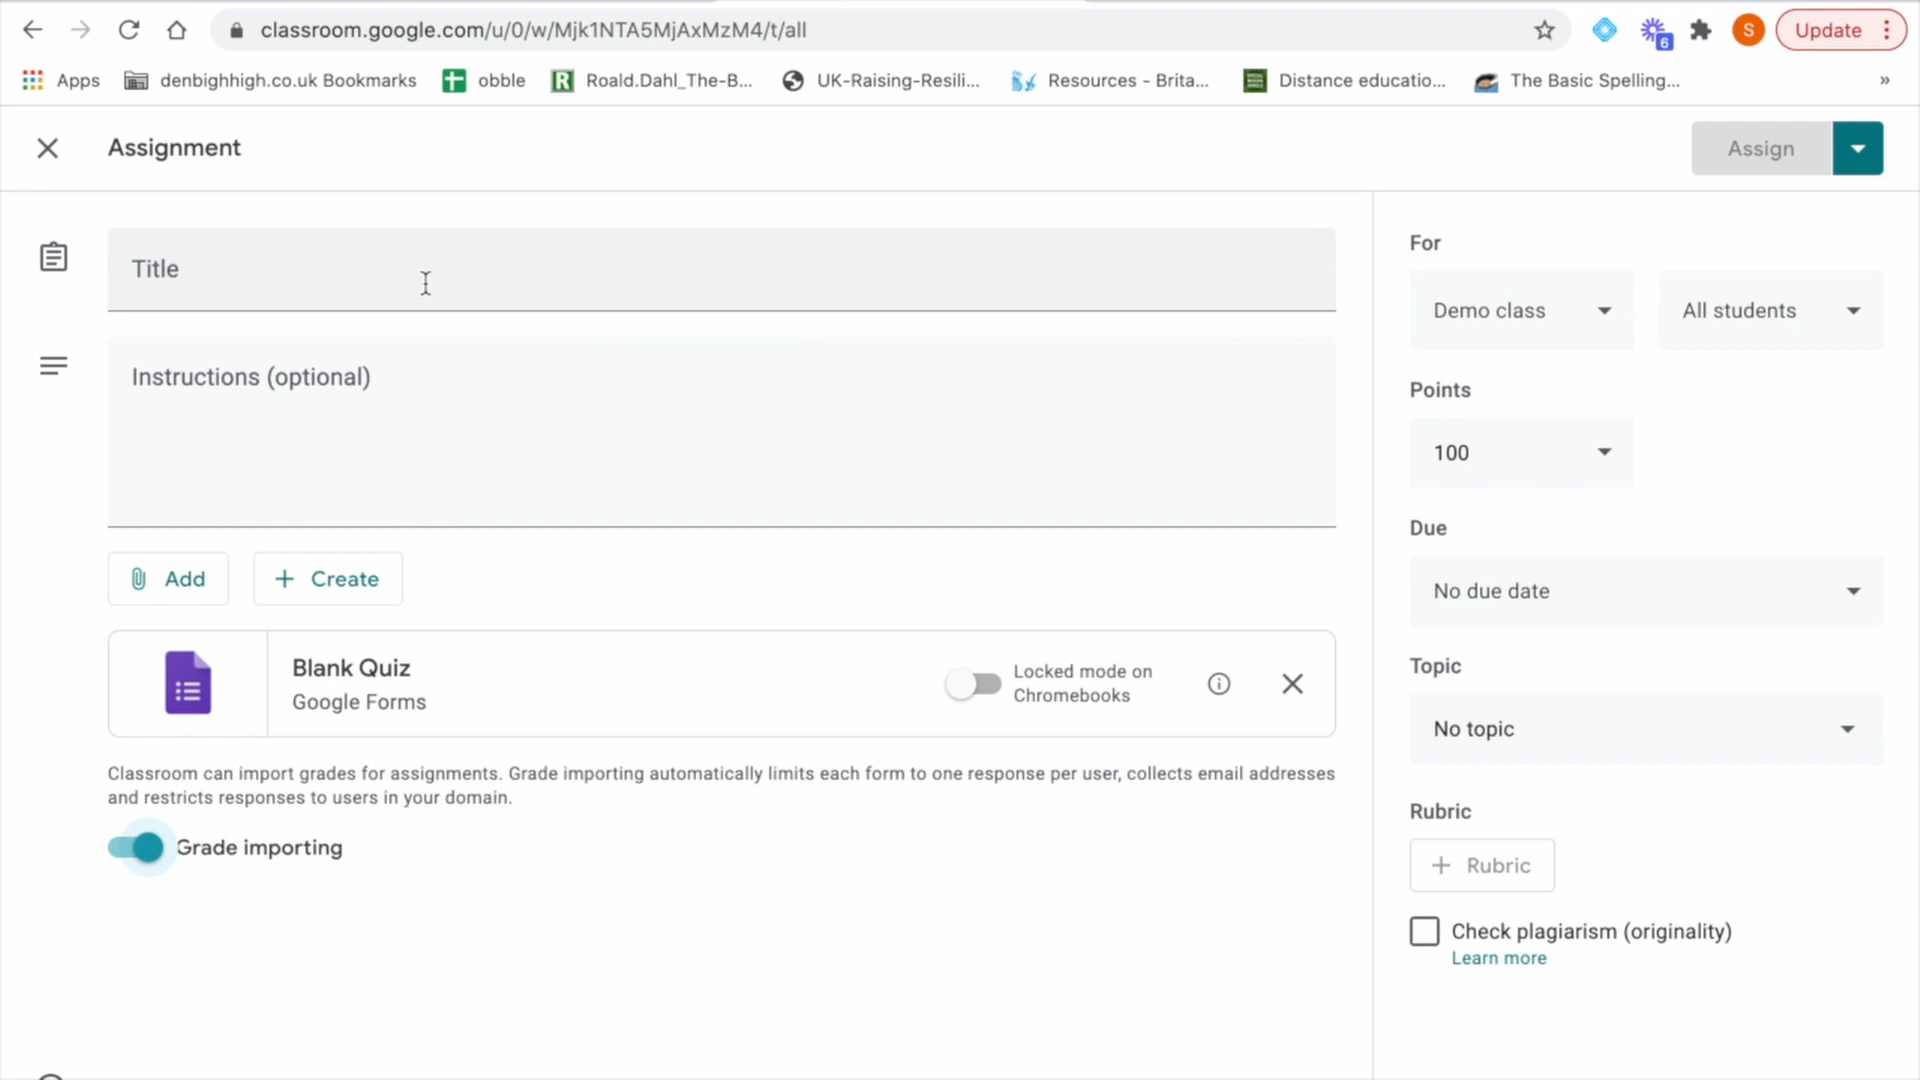 classroom.google.com/u/0/w/Mjk1NTA5MjAxMzM4/t/all
6
S
Update
Apps
denbighhigh.co.uk Bookmarks
obble
Roald.Dahl_The-B...
UK-Raising-Resili...
Resources - Brita...
Distance educatio...
The Basic Spelling...
»
Assignment
Assign
Title
Instructions (optional)
Add
Create
Blank Quiz
Google Forms
Locked mode on
Chromebooks
Classroom can import grades for assignments. Grade importing automatically limits each form to one response per user, collects email addresses
and restricts responses to users in your domain.
Grade importing
For
Demo class
All students
Points
100
Due
No due date
Topic
No topic
Rubric
+ Rubric
Check plagiarism (originality)
Learn more